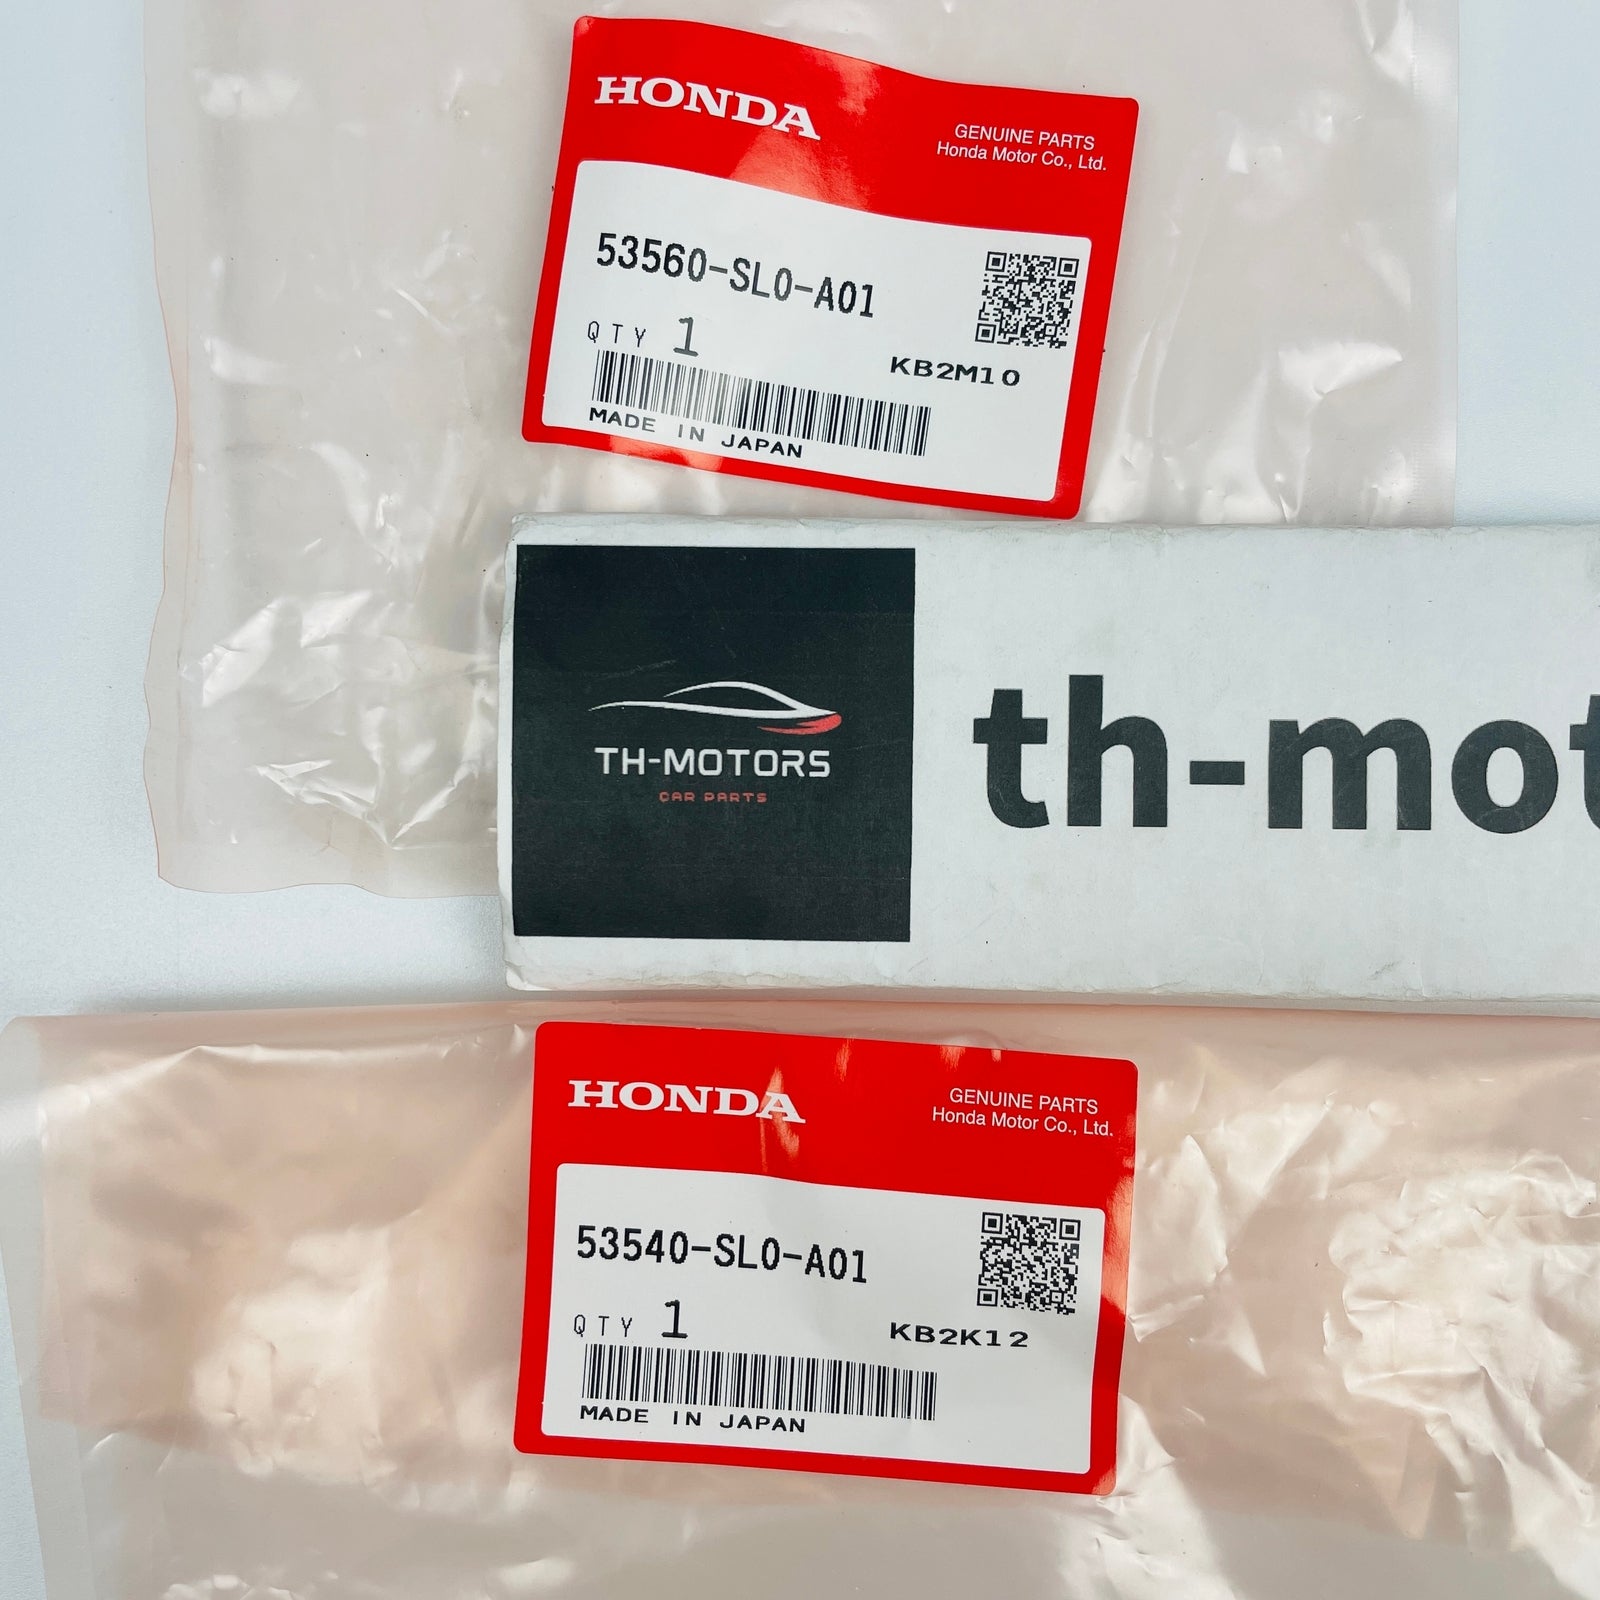 HONDA
GENUINE PARTS
Honda Motor Co., Ltd.
53560-SL0-A01
QTY 1
KB2M10
MADE IN JAPAN
TH-MOTORS
CAR PARTS
th-mot
HONDA
GENUINE PARTS
Honda Motor Co., Ltd.
53540-SL0-A01
QTY 1
KB2K12
MADE IN JAPAN